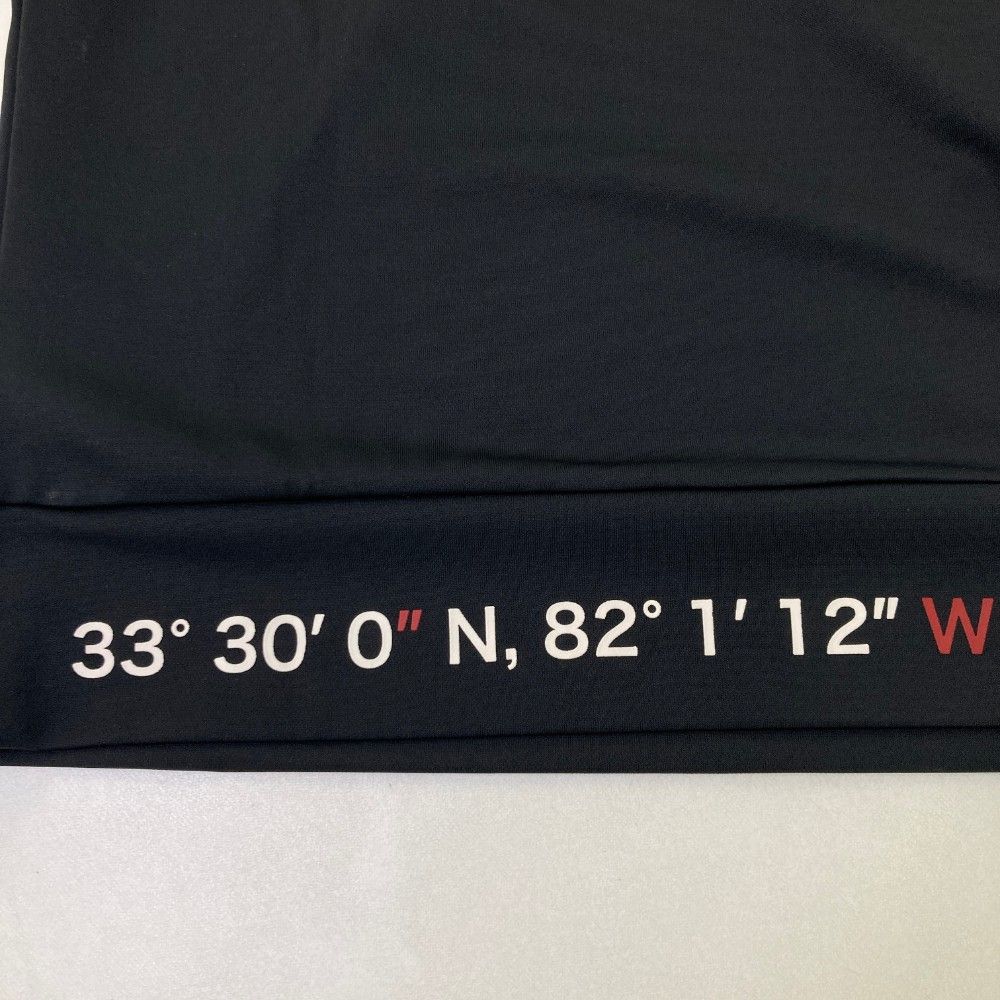 33° 30′ 0″ N, 82° 1′ 12″ W